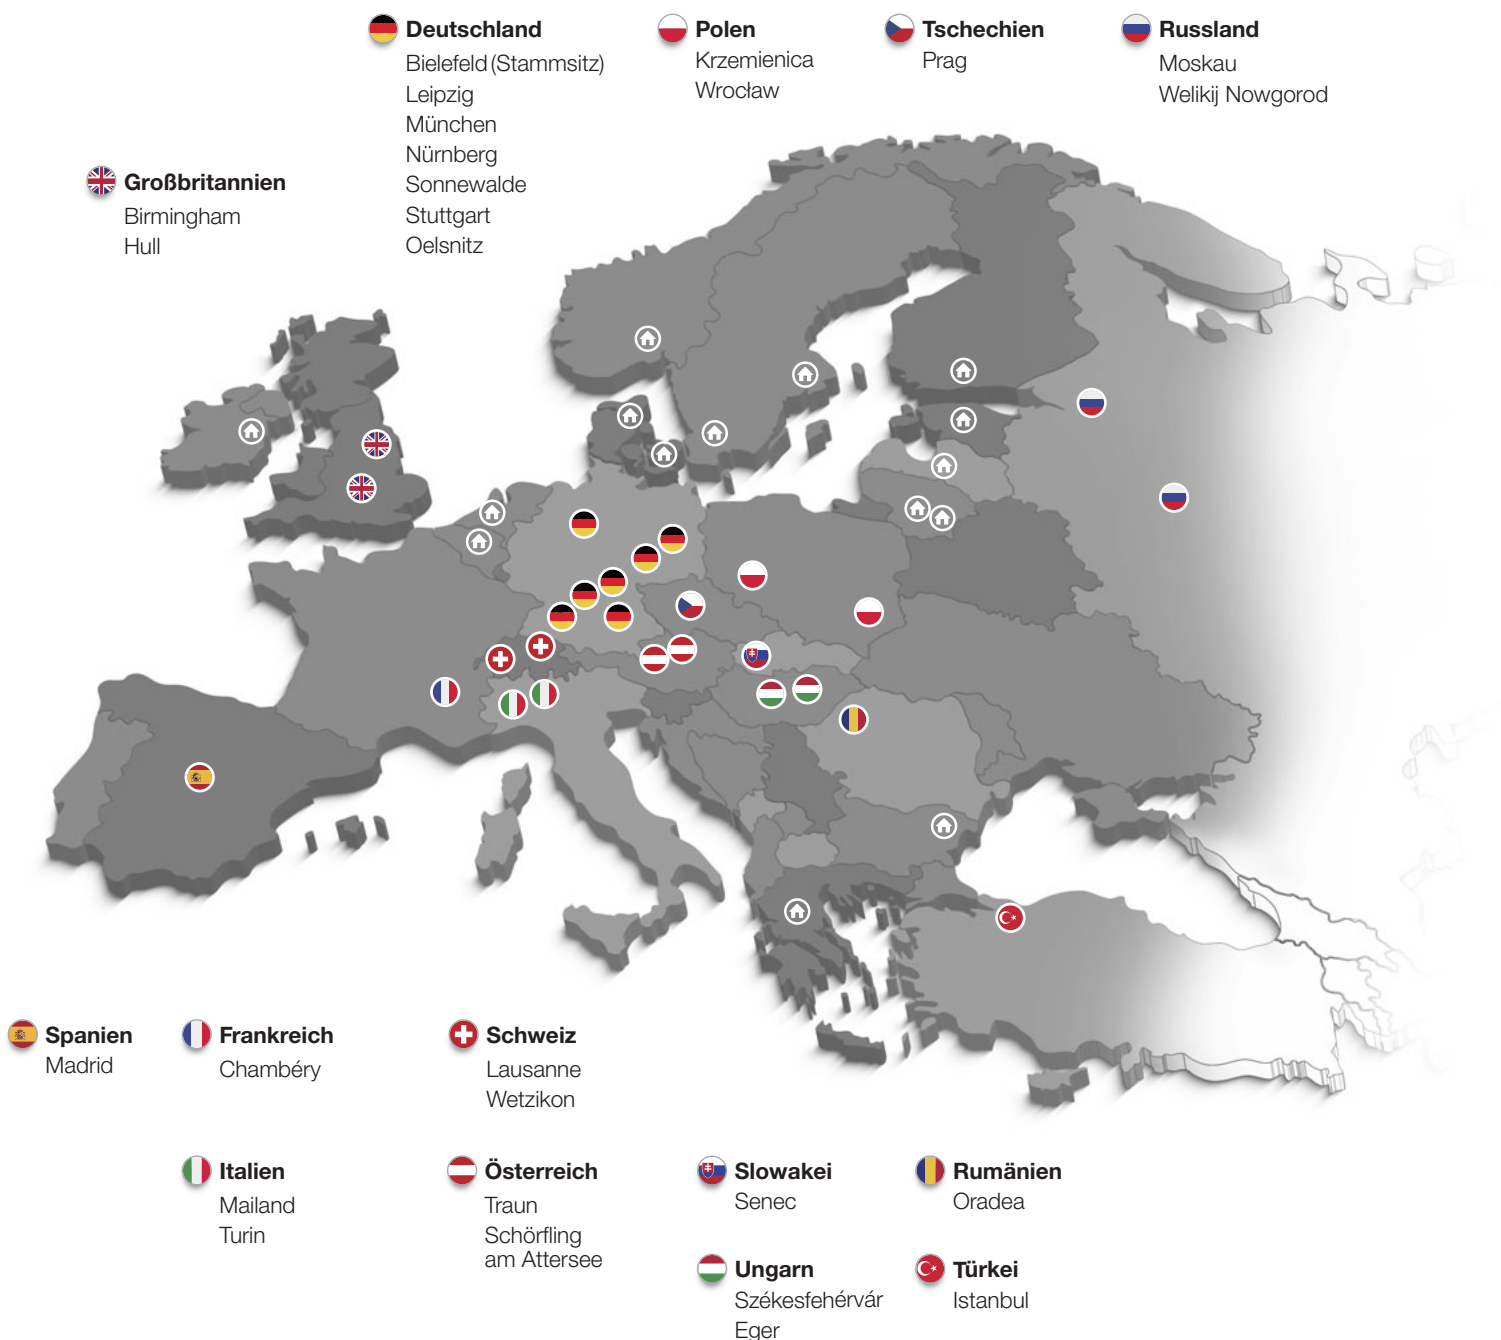 Deutschland
Bielefeld (Stammsitz)
Leipzig
München
Nürnberg
Sonnewalde
Stuttgart
Oelsnitz
Polen
Krzemienica
Wrocław
Tschechien
Prag
Russland
Moskau
Welikij Nowgorod
Großbritannien
Birmingham
Hull
Spanien
Madrid
Frankreich
Chambéry
Schweiz
Lausanne
Wetzikon
Italien
Mailand
Turin
Österreich
Traun
Schörfling
am Attersee
Slowakei
Senec
Rumänien
Oradea
Ungarn
Székesfehérvár
Eger
Türkei
Istanbul